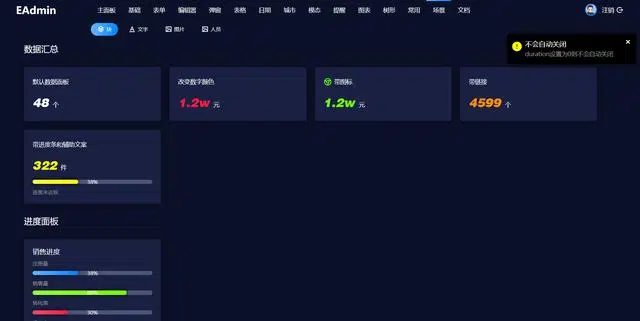 EAdmin 主面板 基础 表单 编辑器 弹窗 表格 日期 城市 模态 提醒 图表 树形 常用 场景 文档 注销
块 文字 图片 人员
不会自动关闭
duration设置为0则不会自动关闭
数据汇总
默认数据面板 改变数字颜色 带图标 带链接
48 个 1.2w 元 1.2w 元 4599 个
带进度条和辅助文案
322 件
38%
进度面板
销售进度
注册量
38%
销售量
转化率
30%